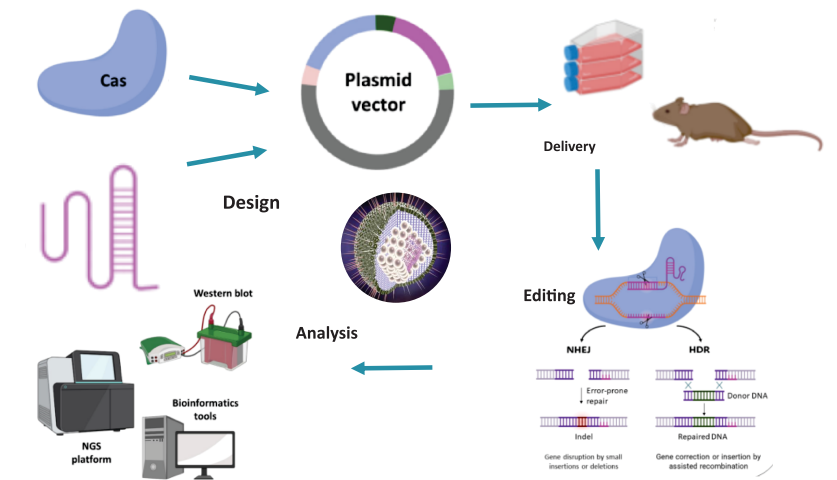 Cas
Plasmid
vector
Delivery
Design
Editing
Western blot
Analysis
NHEJ
HDR
Error-prone
repair
Donor DNA
Bioinformatics
tools
Indel
Repaired DNA
NGS
platform
Gene disruption by small
insertions or deletions
Gene correction or insertion by
assisted recombination